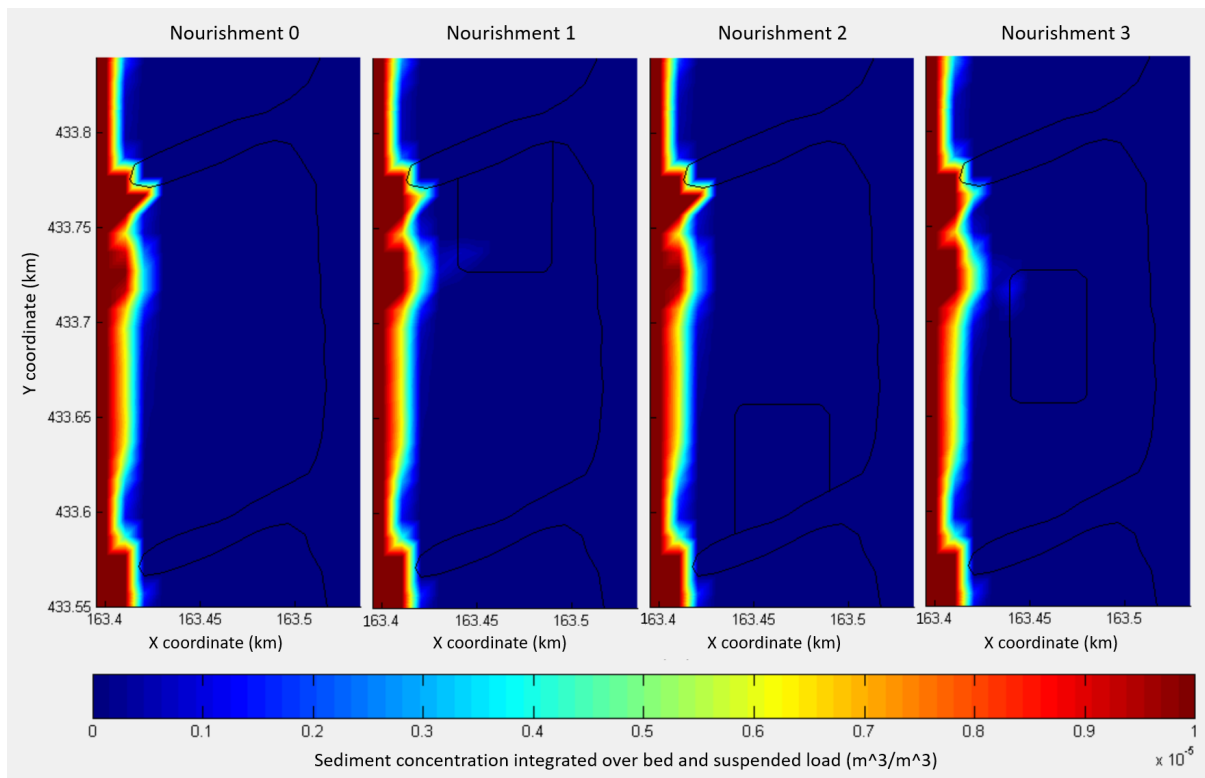 Nourishment 0 Nourishment 1 Nourishment 2 Nourishment 3
433.8
433.75
433.7
433.65
433.6
433.55
Y coordinate (km)
163.4 163.45 163.5 163.4 163.45 163.5 163.4 163.45 163.5 163.4 163.45 163.5
X coordinate (km) X coordinate (km) X coordinate (km) X coordinate (km)
0 0.1 0.2 0.3 0.4 0.5 0.6 0.7 0.8 0.9 1
Sediment concentration integrated over bed and suspended load (m^3/m^3) x 10^-5